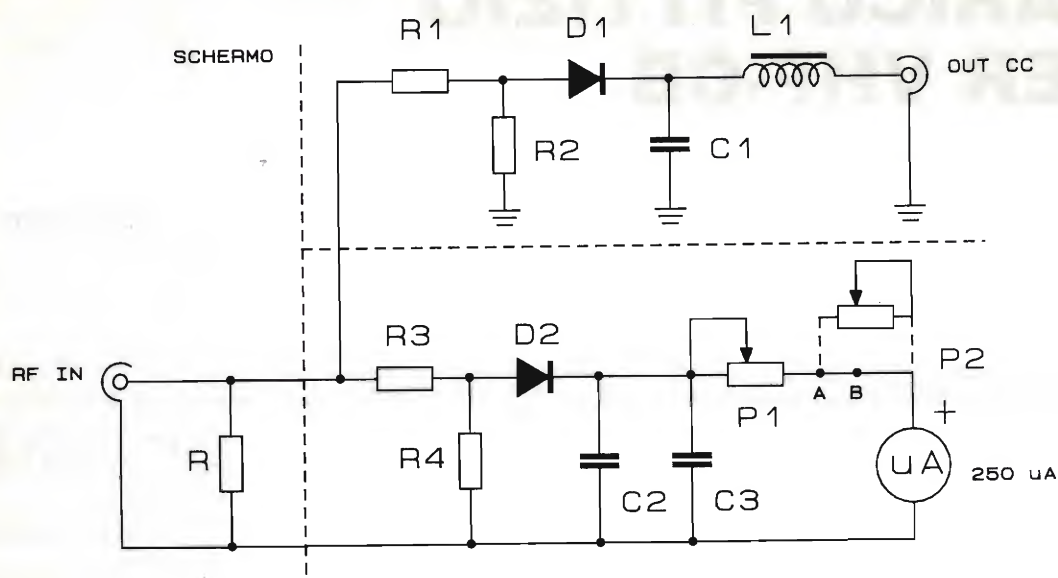 R1
D1
L1
SCHERMO
OUT CC
R2
C1
R3
D2
RF IN
P2
A B
P1
+
R
R4
C2
C3
uA
250 uA